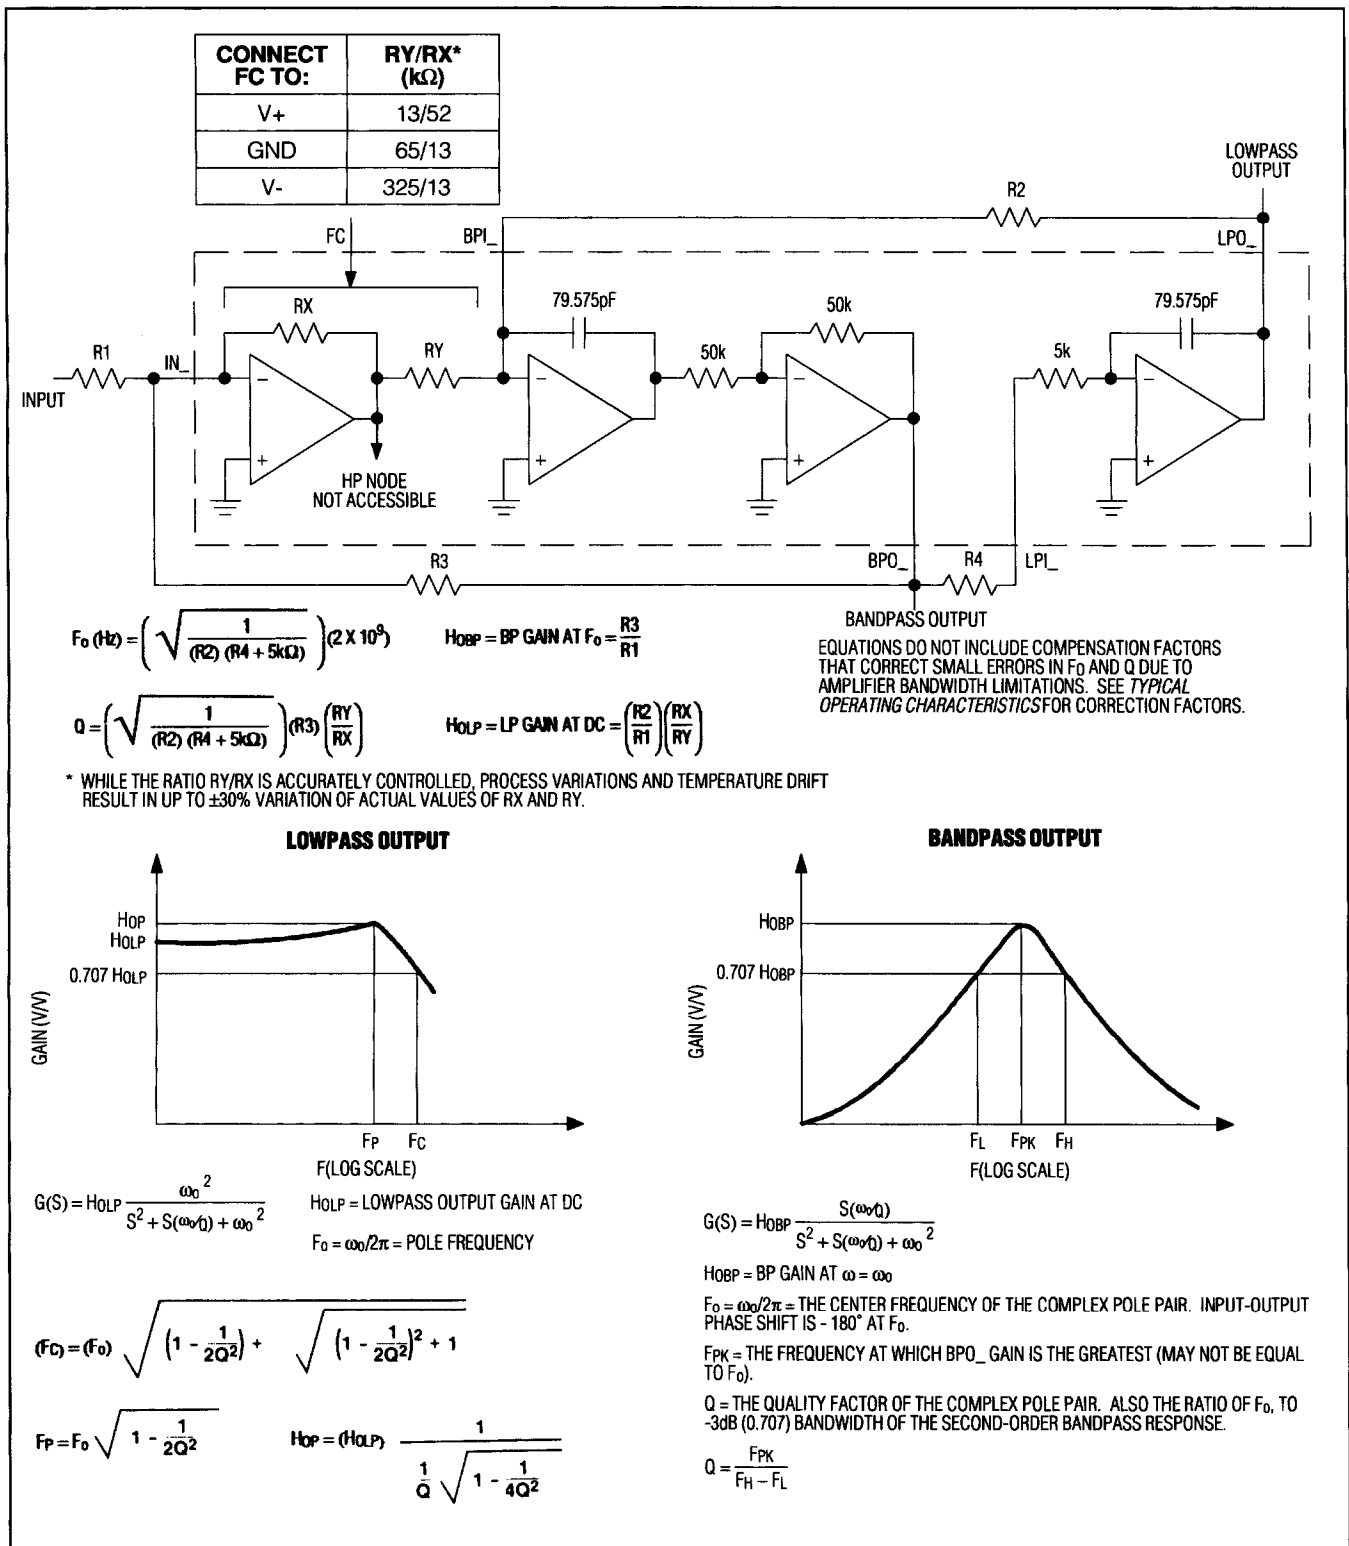 CONNECT FC TO:
RY/RX* (kΩ)
V+
13/52
GND
65/13
V-
325/13
LOWPASS
OUTPUT
R2
FC
BPI_
LPO_
RX
79.575pF
50k
79.575pF
R1
IN_
RY
50k
5k
INPUT
−
−
−
−
+
+
+
+
HP NODE
NOT ACCESSIBLE
R3
BPO_
R4
LPI_
BANDPASS OUTPUT
F₀ (Hz) = (√(1 / ((R2) (R4 + 5kΩ)))) (2 X 10⁹)
HOBP = BP GAIN AT F₀ = R3/R1
EQUATIONS DO NOT INCLUDE COMPENSATION FACTORS
THAT CORRECT SMALL ERRORS IN F₀ AND Q DUE TO
AMPLIFIER BANDWIDTH LIMITATIONS. SEE TYPICAL
OPERATING CHARACTERISTICS FOR CORRECTION FACTORS.
Q = (√(1 / ((R2) (R4 + 5kΩ)))) (R3) (RY/RX)
HOLP = LP GAIN AT DC = (R2/R1) (RX/RY)
* WHILE THE RATIO RY/RX IS ACCURATELY CONTROLLED, PROCESS VARIATIONS AND TEMPERATURE DRIFT
RESULT IN UP TO ±30% VARIATION OF ACTUAL VALUES OF RX AND RY.
LOWPASS OUTPUT
HOP
HOLP
0.707 HOLP
GAIN (V/V)
FP
FC
F(LOG SCALE)
G(S) = HOLP ω₀² / (S² + S(ω₀/Q) + ω₀²)
HOLP = LOWPASS OUTPUT GAIN AT DC
F₀ = ω₀/2π = POLE FREQUENCY
(FC) = (F₀) √((1 - 1/2Q²) + √((1 - 1/2Q²)² + 1))
FP = F₀ √(1 - 1/2Q²)
HOP = (HOLP) 1 / ((1/Q) √(1 - 1/4Q²))
BANDPASS OUTPUT
HOBP
0.707 HOBP
GAIN (V/V)
FL
FPK
FH
F(LOG SCALE)
G(S) = HOBP S(ω₀/Q) / (S² + S(ω₀/Q) + ω₀²)
HOBP = BP GAIN AT ω = ω₀
F₀ = ω₀/2π = THE CENTER FREQUENCY OF THE COMPLEX POLE PAIR. INPUT-OUTPUT
PHASE SHIFT IS - 180° AT F₀.
FPK = THE FREQUENCY AT WHICH BPO_ GAIN IS THE GREATEST (MAY NOT BE EQUAL
TO F₀).
Q = THE QUALITY FACTOR OF THE COMPLEX POLE PAIR. ALSO THE RATIO OF F₀, TO
-3dB (0.707) BANDWIDTH OF THE SECOND-ORDER BANDPASS RESPONSE.
Q = FPK / (FH – FL)